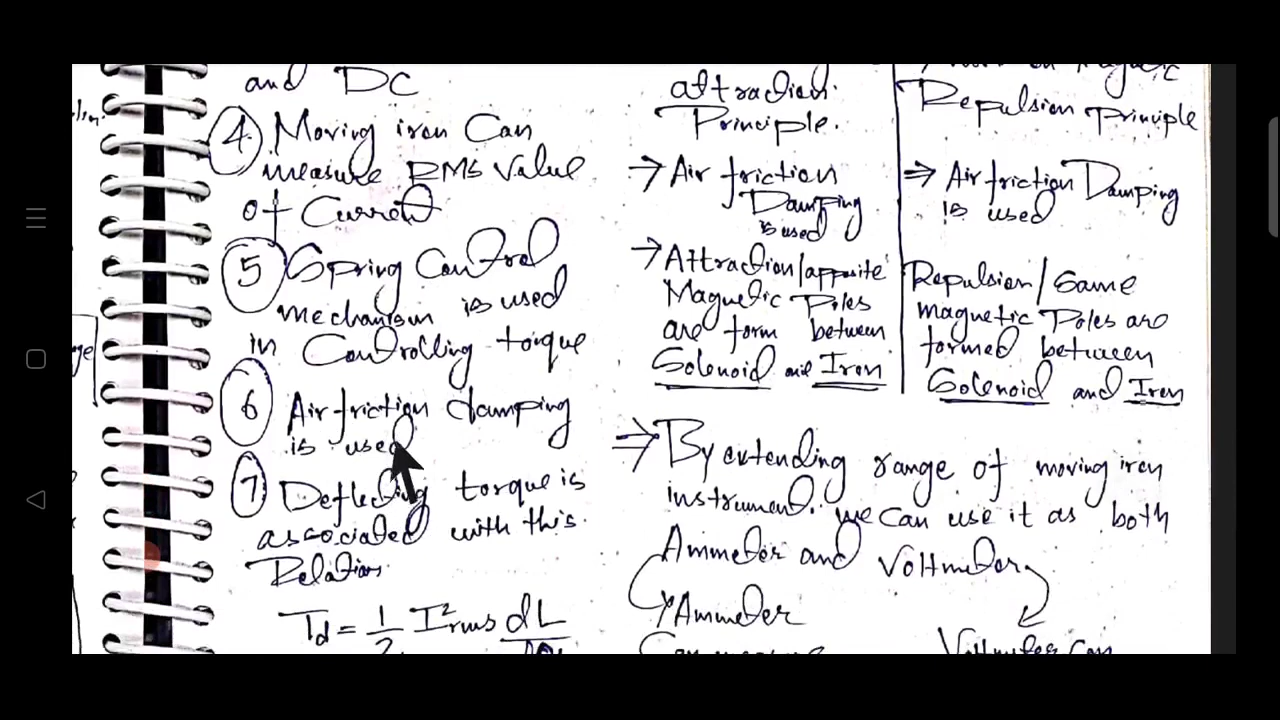 and DC
4 Moving iron Can
measure RMS Value
of Current
5 Spring Control
mechanism is used
in Controlling torque
6 Air friction damping
is used
7 Deflecting torque is
associated with this
Relation
Td = 1/2 I²rms dL
attraction
Principle.
→ Air friction
Damping
is used
→ Attraction/opposite
Magnetic Poles
are form between
Solenoid and Iron
Repulsion Principle
⇒ Air friction Damping
is used
Repulsion/Same
magnetic Poles are
formed between
Solenoid and Iron
⇒ By extending range of moving iron
instrument. we can use it as both
Ammeter and Voltmeter
Ammeter